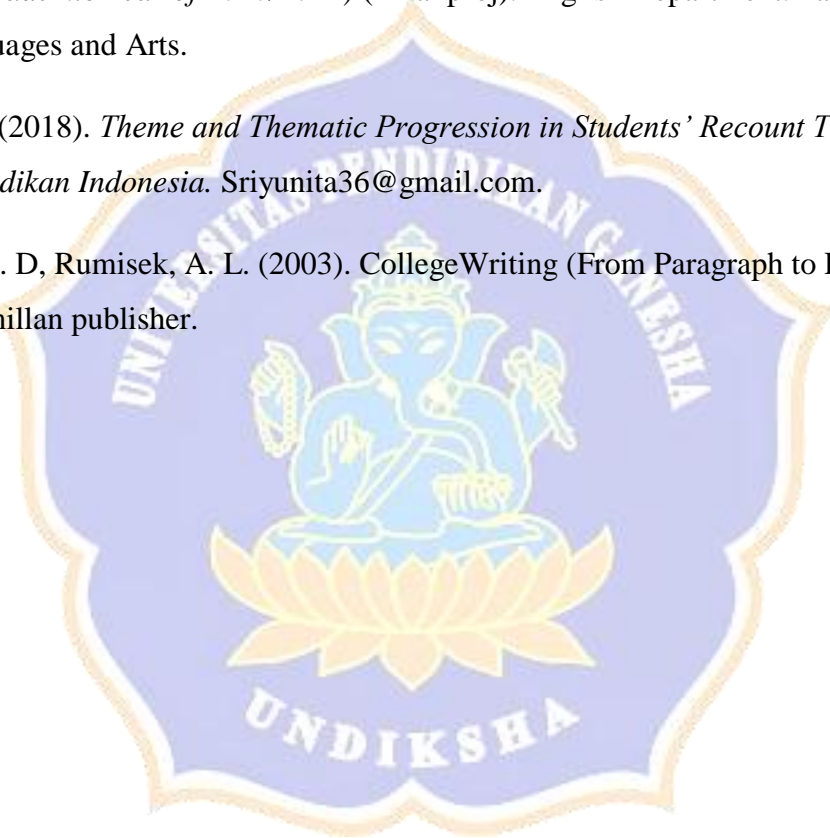 uages and Arts.
(2018). Theme and Thematic Progression in Students’ Recount T
dikan Indonesia. Sriyunita36@gmail.com.
. D, Rumisek, A. L. (2003). CollegeWriting (From Paragraph to
millan publisher.
UNIVERSITAS PENDIDIKAN GANESHA
UNDIKSHA